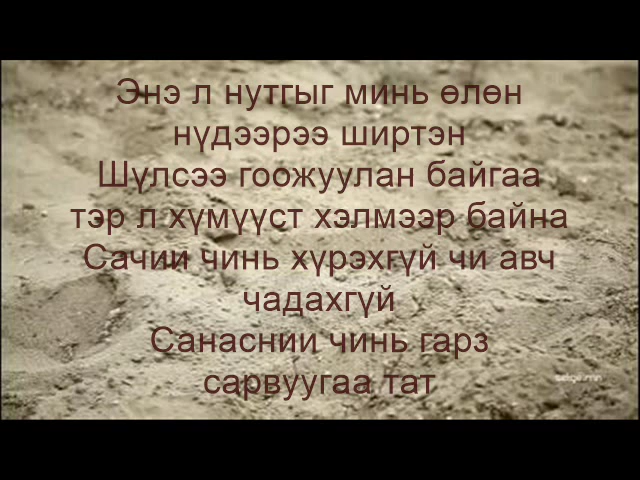 Энэ л нутгыг минь өлөн
нүдээрээ ширтэн
Шүлсээ гоожуулан байгаа
тэр л хүмүүст хэлмээр байна
Сачии чинь хүрэхгүй чи авч
чадахгүй
Санаснии чинь гарз
сарвуугаа тат